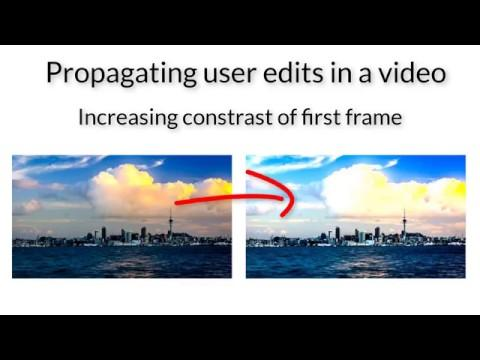 Propagating user edits in a video
Increasing constrast of first frame